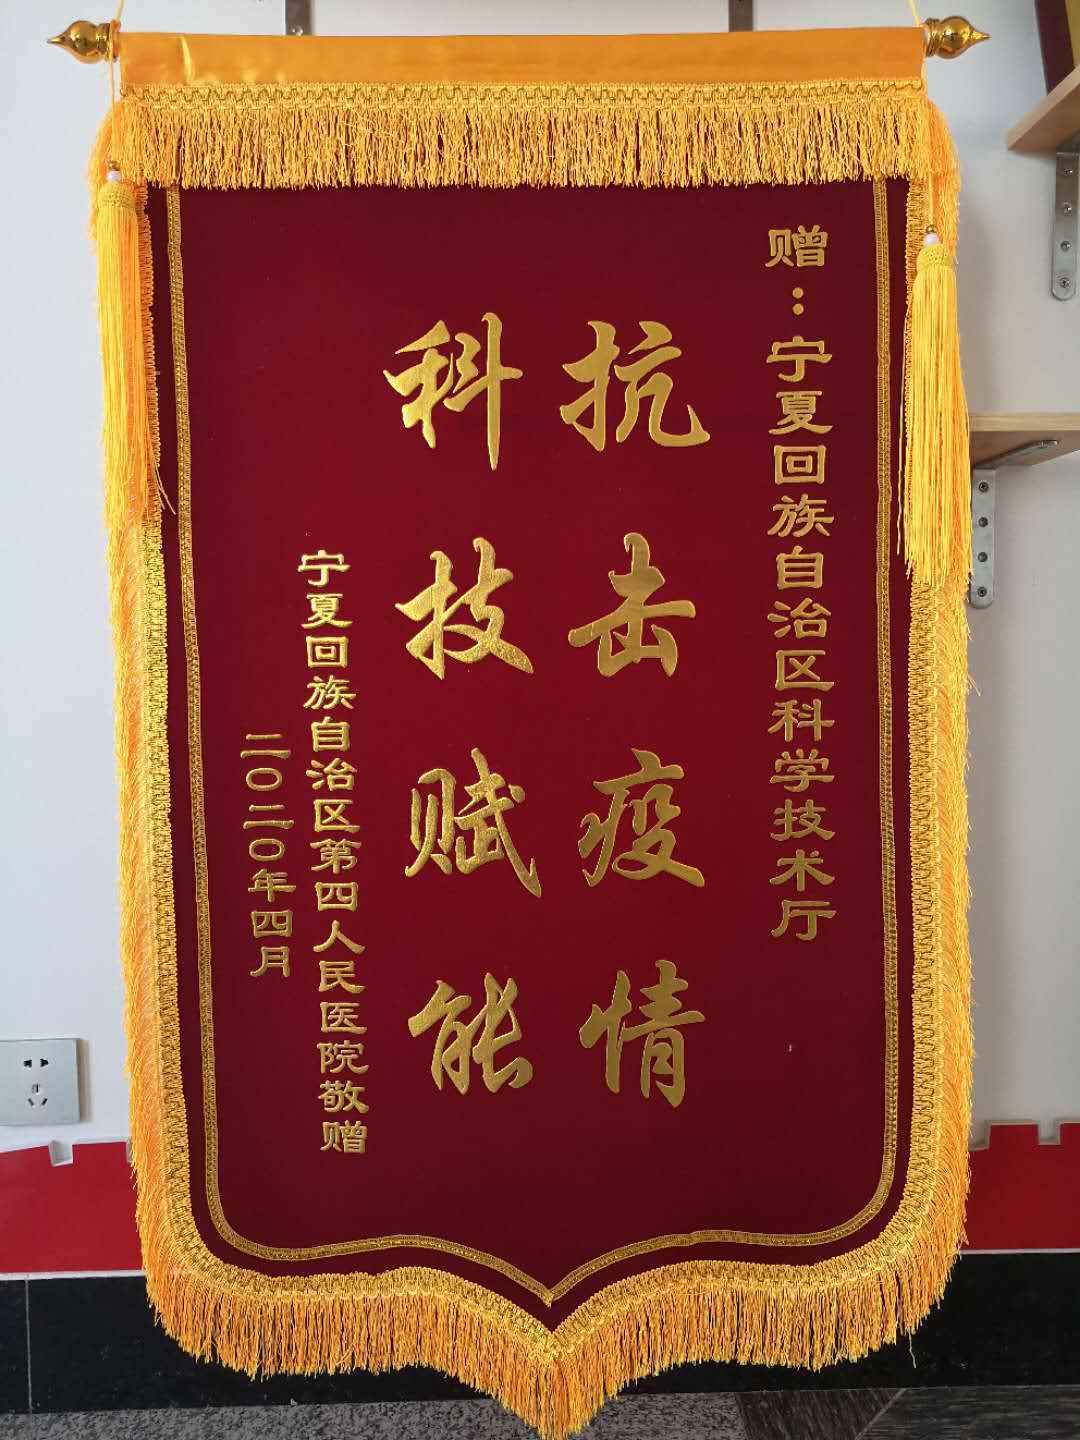 赠：宁夏回族自治区科学技术厅
抗击疫情
科技赋能
宁夏回族自治区第四人民医院敬赠
二〇二〇年四月